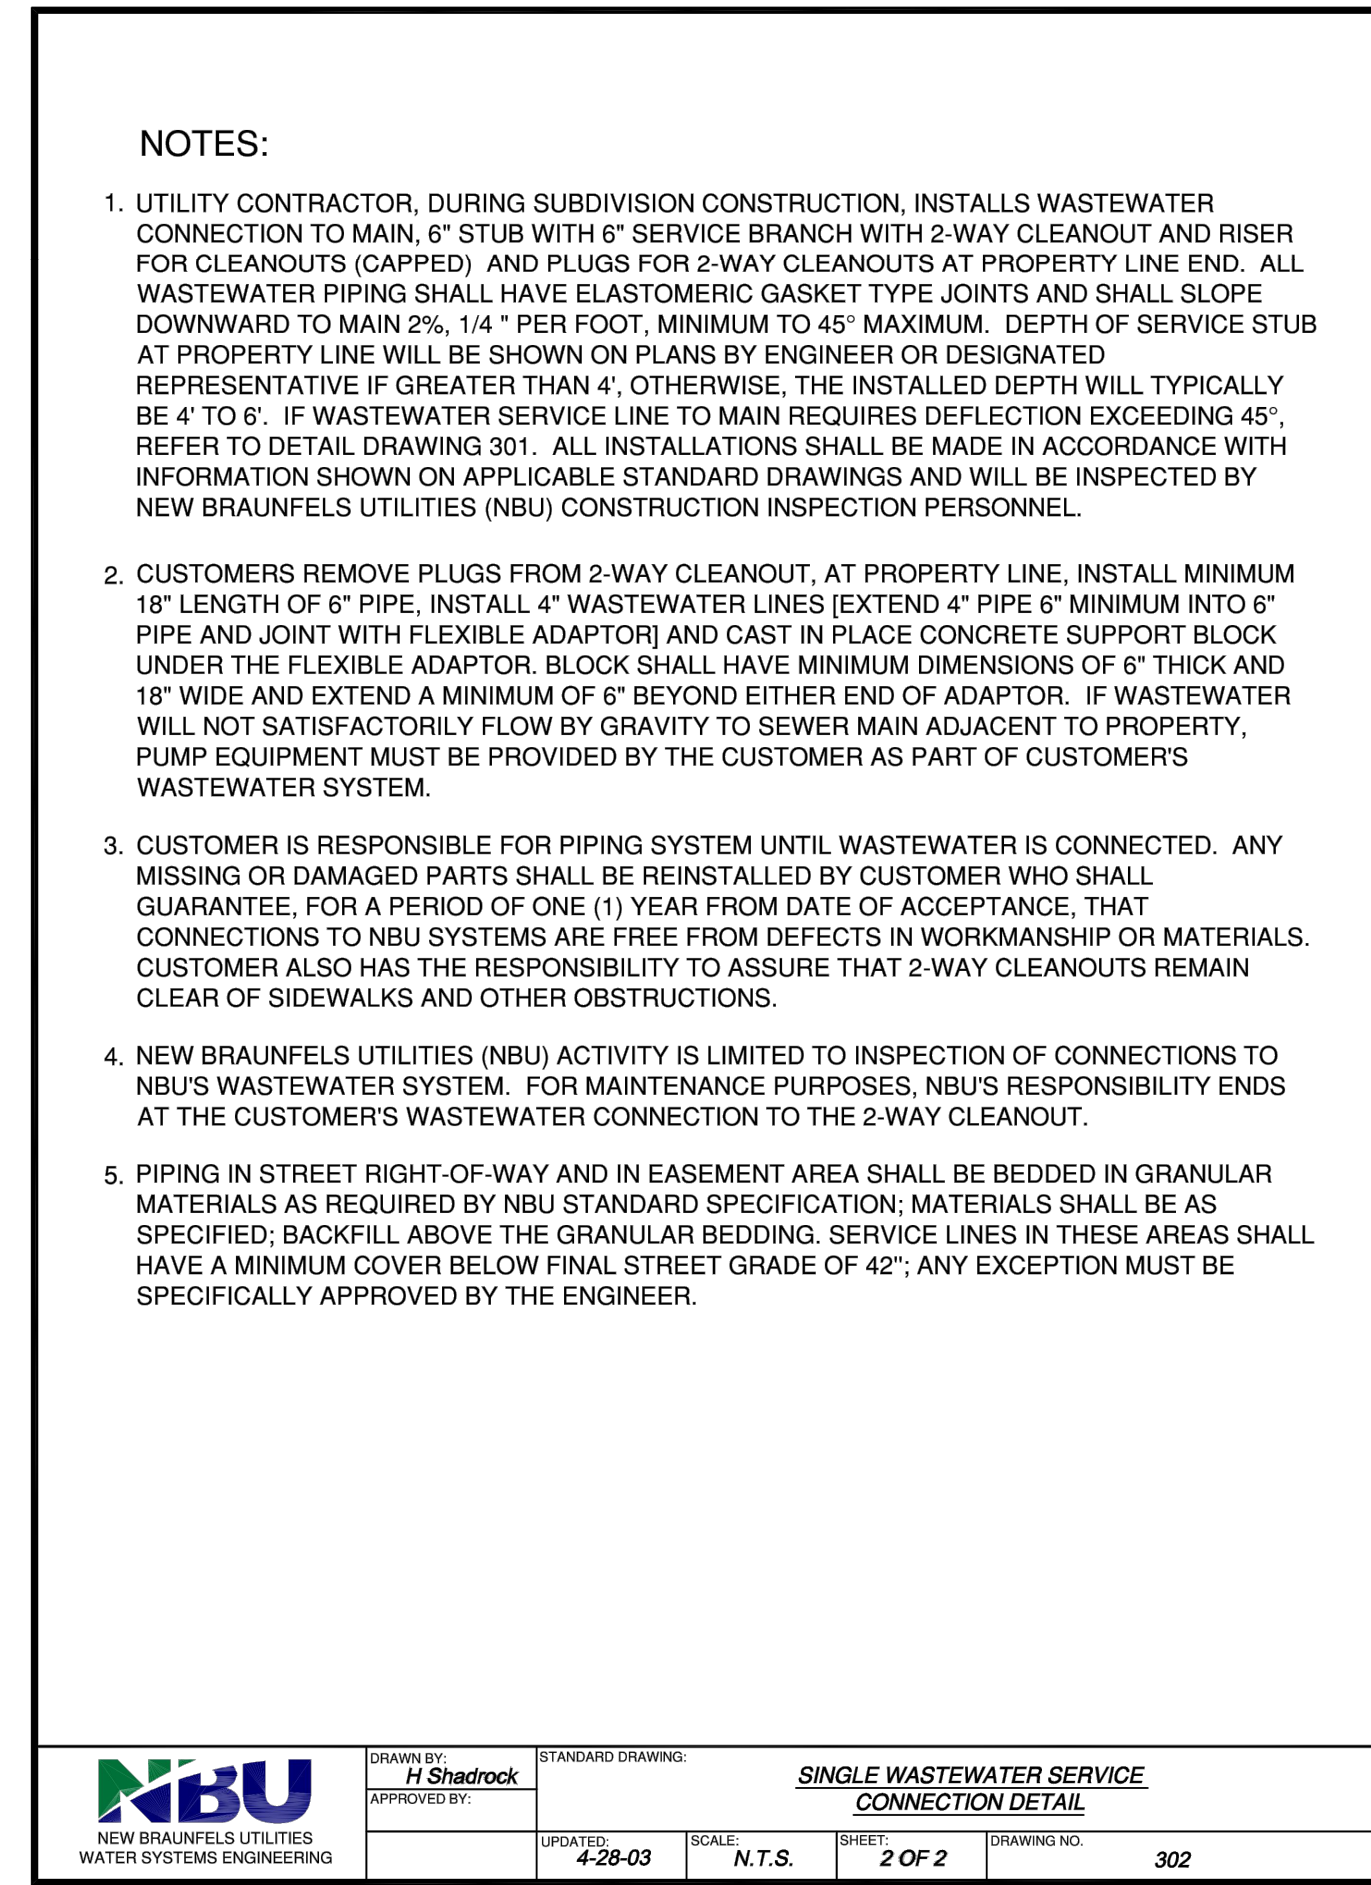 NOTES:
1. UTILITY CONTRACTOR, DURING SUBDIVISION CONSTRUCTION, INSTALLS WASTEWATER
CONNECTION TO MAIN, 6" STUB WITH 6" SERVICE BRANCH WITH 2-WAY CLEANOUT AND RISER
FOR CLEANOUTS (CAPPED) AND PLUGS FOR 2-WAY CLEANOUTS AT PROPERTY LINE END. ALL
WASTEWATER PIPING SHALL HAVE ELASTOMERIC GASKET TYPE JOINTS AND SHALL SLOPE
DOWNWARD TO MAIN 2%, 1/4 " PER FOOT, MINIMUM TO 45° MAXIMUM. DEPTH OF SERVICE STUB
AT PROPERTY LINE WILL BE SHOWN ON PLANS BY ENGINEER OR DESIGNATED
REPRESENTATIVE IF GREATER THAN 4', OTHERWISE, THE INSTALLED DEPTH WILL TYPICALLY
BE 4' TO 6'. IF WASTEWATER SERVICE LINE TO MAIN REQUIRES DEFLECTION EXCEEDING 45°,
REFER TO DETAIL DRAWING 301. ALL INSTALLATIONS SHALL BE MADE IN ACCORDANCE WITH
INFORMATION SHOWN ON APPLICABLE STANDARD DRAWINGS AND WILL BE INSPECTED BY
NEW BRAUNFELS UTILITIES (NBU) CONSTRUCTION INSPECTION PERSONNEL.
2. CUSTOMERS REMOVE PLUGS FROM 2-WAY CLEANOUT, AT PROPERTY LINE, INSTALL MINIMUM
18" LENGTH OF 6" PIPE, INSTALL 4" WASTEWATER LINES [EXTEND 4" PIPE 6" MINIMUM INTO 6"
PIPE AND JOINT WITH FLEXIBLE ADAPTOR] AND CAST IN PLACE CONCRETE SUPPORT BLOCK
UNDER THE FLEXIBLE ADAPTOR. BLOCK SHALL HAVE MINIMUM DIMENSIONS OF 6" THICK AND
18" WIDE AND EXTEND A MINIMUM OF 6" BEYOND EITHER END OF ADAPTOR. IF WASTEWATER
WILL NOT SATISFACTORILY FLOW BY GRAVITY TO SEWER MAIN ADJACENT TO PROPERTY,
PUMP EQUIPMENT MUST BE PROVIDED BY THE CUSTOMER AS PART OF CUSTOMER'S
WASTEWATER SYSTEM.
3. CUSTOMER IS RESPONSIBLE FOR PIPING SYSTEM UNTIL WASTEWATER IS CONNECTED. ANY
MISSING OR DAMAGED PARTS SHALL BE REINSTALLED BY CUSTOMER WHO SHALL
GUARANTEE, FOR A PERIOD OF ONE (1) YEAR FROM DATE OF ACCEPTANCE, THAT
CONNECTIONS TO NBU SYSTEMS ARE FREE FROM DEFECTS IN WORKMANSHIP OR MATERIALS.
CUSTOMER ALSO HAS THE RESPONSIBILITY TO ASSURE THAT 2-WAY CLEANOUTS REMAIN
CLEAR OF SIDEWALKS AND OTHER OBSTRUCTIONS.
4. NEW BRAUNFELS UTILITIES (NBU) ACTIVITY IS LIMITED TO INSPECTION OF CONNECTIONS TO
NBU'S WASTEWATER SYSTEM. FOR MAINTENANCE PURPOSES, NBU'S RESPONSIBILITY ENDS
AT THE CUSTOMER'S WASTEWATER CONNECTION TO THE 2-WAY CLEANOUT.
5. PIPING IN STREET RIGHT-OF-WAY AND IN EASEMENT AREA SHALL BE BEDDED IN GRANULAR
MATERIALS AS REQUIRED BY NBU STANDARD SPECIFICATION; MATERIALS SHALL BE AS
SPECIFIED; BACKFILL ABOVE THE GRANULAR BEDDING. SERVICE LINES IN THESE AREAS SHALL
HAVE A MINIMUM COVER BELOW FINAL STREET GRADE OF 42"; ANY EXCEPTION MUST BE
SPECIFICALLY APPROVED BY THE ENGINEER.
NBU
NEW BRAUNFELS UTILITIES
WATER SYSTEMS ENGINEERING
DRAWN BY:
H Shadrock
APPROVED BY:
STANDARD DRAWING:
SINGLE WASTEWATER SERVICE
CONNECTION DETAIL
UPDATED:
4-28-03
SCALE:
N.T.S.
SHEET:
2 OF 2
DRAWING NO.
302